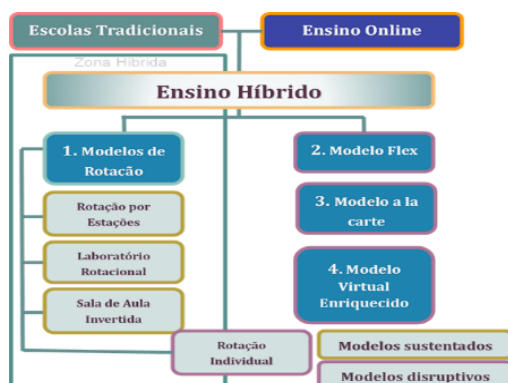 Escolas Tradicionais
Ensino Online
Zona Híbrida
Ensino Híbrido
1. Modelos de
Rotacão
2. Modelo Flex
Rotação por
Estações
3. Modelo a la
carte
Laboratório
Rotacional
4. Modelo
Virtual
Enriquecido
Sala de Aula
Invertida
Rotação
Individual
Modelos sustentados
Modelos disruptivos